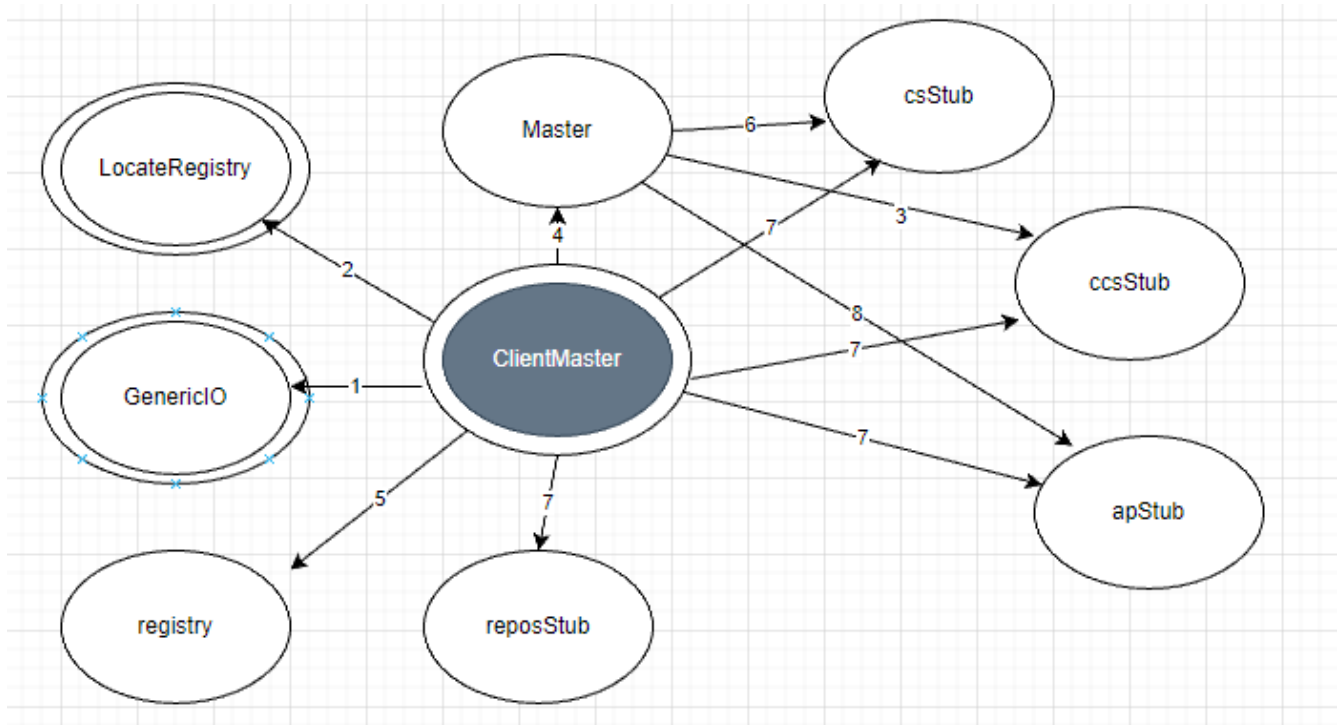 csStub
Master
6
LocateRegistry
3
7
4
2
ccsStub
8
7
ClientMaster
1
GenericIO
7
5
7
apStub
registry
reposStub